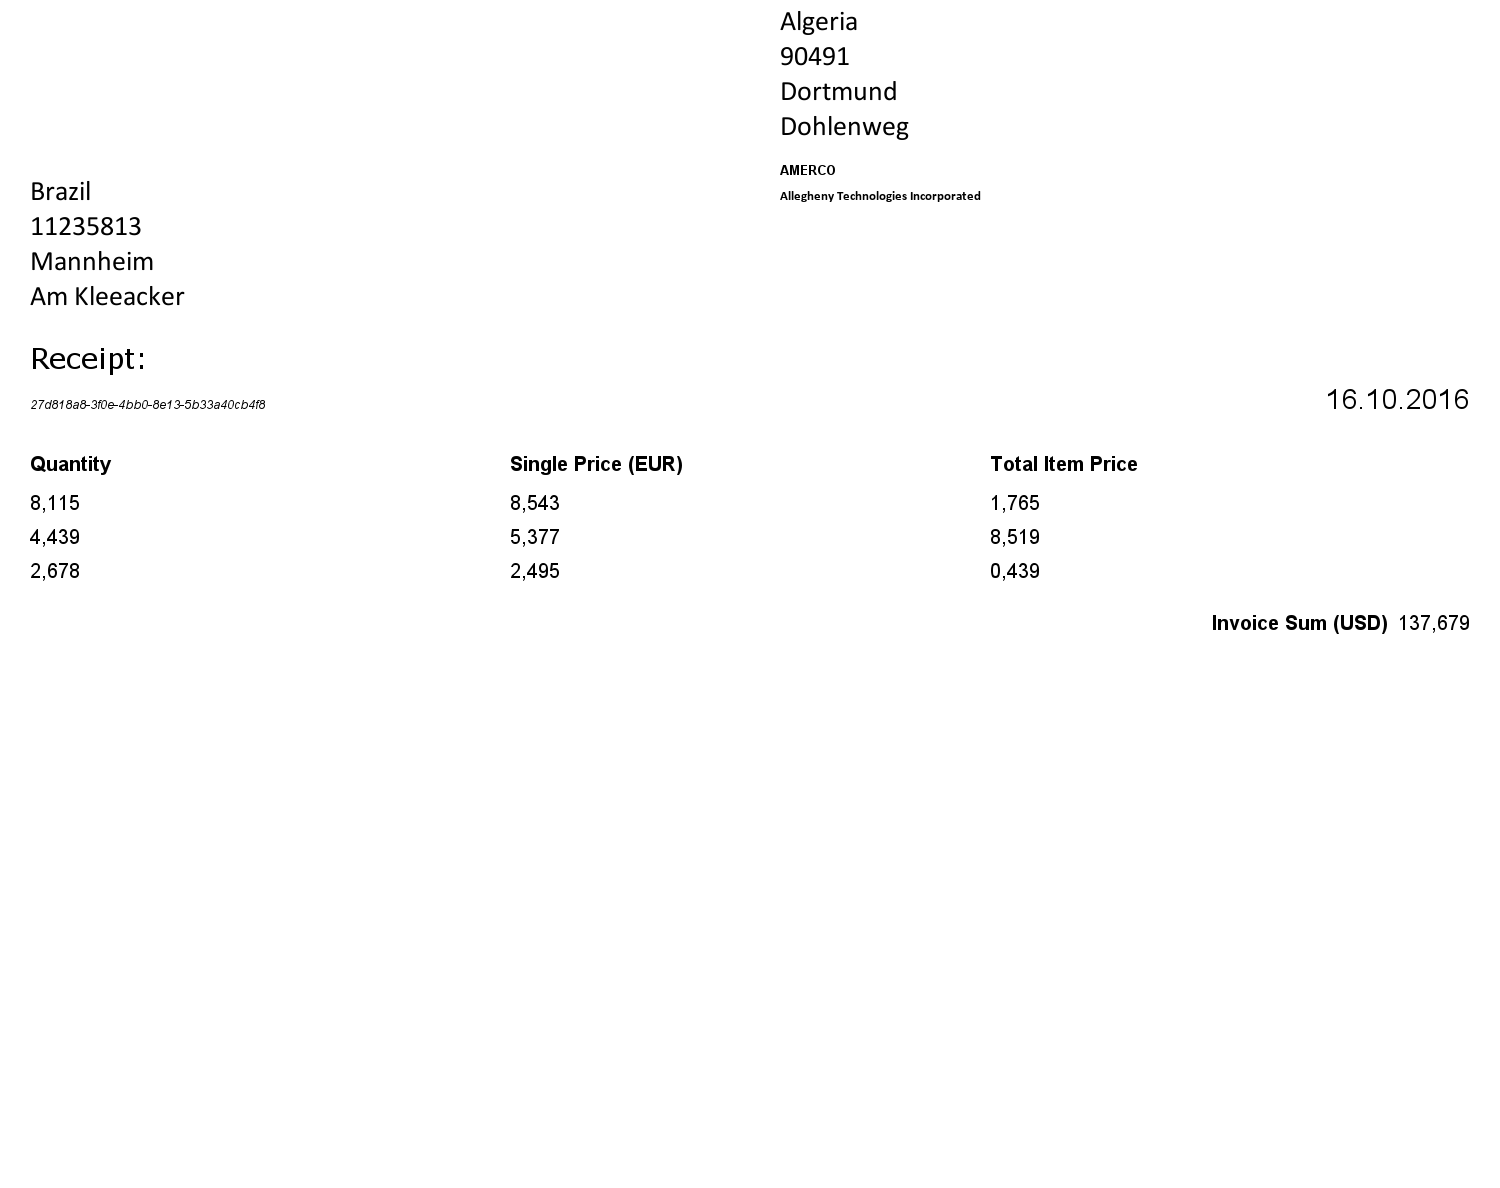 Algeria
90491
Dortmund
Dohlenweg
AMERCO
Allegheny Technologies Incorporated
Brazil
11235813
Mannheim
Am Kleeacker
Receipt:
27d818a8-3f0e-4bb0-8e13-5b33a40cb4f8
16.10.2016
Quantity Single Price (EUR) Total Item Price
8,115 8,543 1,765
4,439 5,377 8,519
2,678 2,495 0,439
Invoice Sum (USD) 137,679